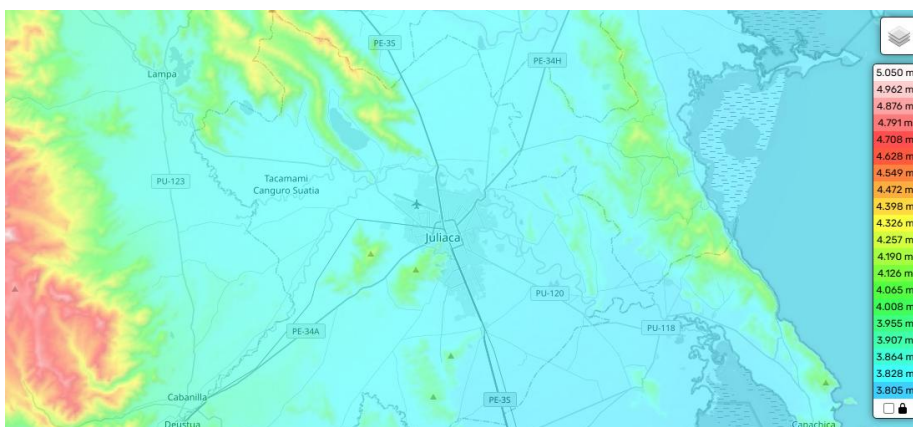 PE-3S
PE-34H
Lampa
PU-123
Tacamami
Canguro Suatia
Juliaca
PU-120
PU-118
PE-34A
Cabanilla
PE-3S
Deustua
Capachica
5.050 m
4.962 m
4.876 m
4.791 m
4.708 m
4.628 m
4.549 m
4.472 m
4.398 m
4.326 m
4.257 m
4.190 m
4.126 m
4.065 m
4.008 m
3.955 m
3.907 m
3.864 m
3.828 m
3.805 m